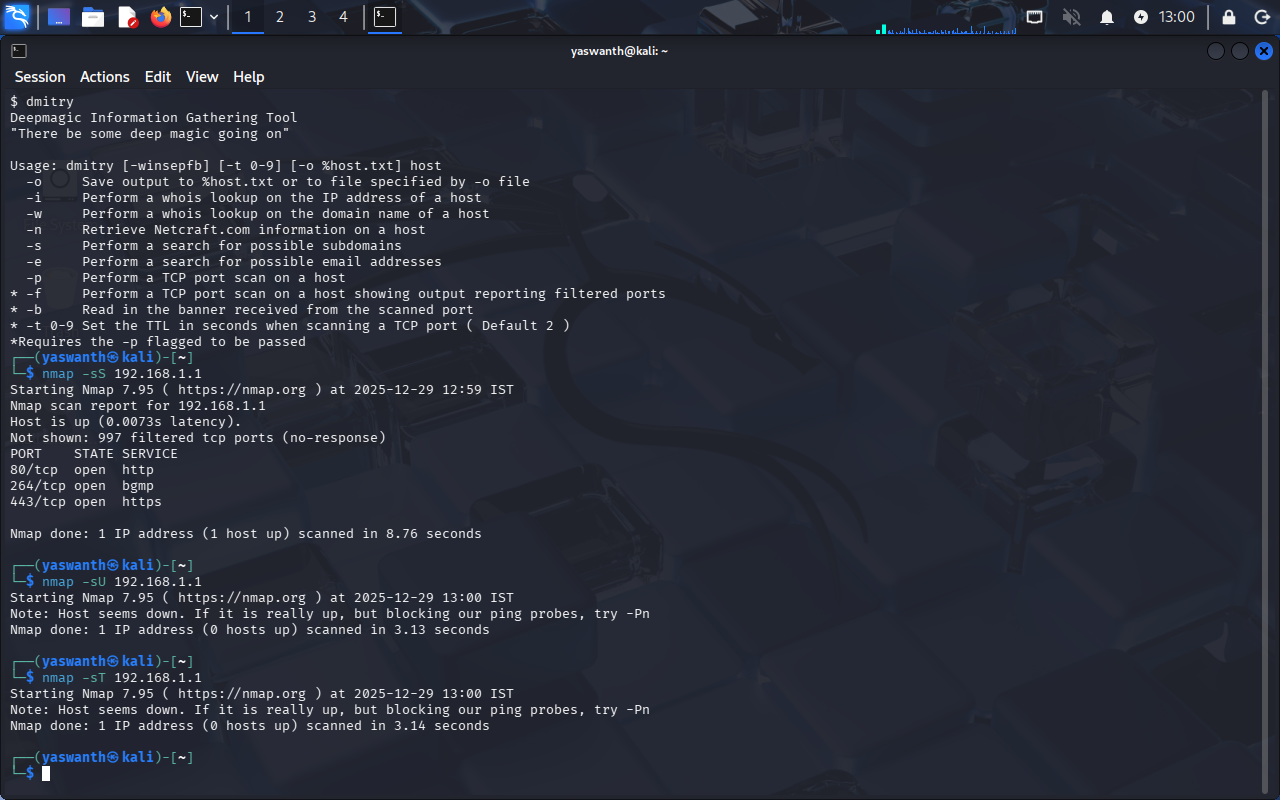 1 2 3 4 13:00
yaswanth@kali: ~
Session Actions Edit View Help
$ dmitry
Deepmagic Information Gathering Tool
"There be some deep magic going on"
Usage: dmitry [-winsepfb] [-t 0-9] [-o %host.txt] host
  -o     Save output to %host.txt or to file specified by -o file
  -i     Perform a whois lookup on the IP address of a host
  -w     Perform a whois lookup on the domain name of a host
  -n     Retrieve Netcraft.com information on a host
  -s     Perform a search for possible subdomains
  -e     Perform a search for possible email addresses
  -p     Perform a TCP port scan on a host
* -f     Perform a TCP port scan on a host showing output reporting filtered ports
* -b     Read in the banner received from the scanned port
* -t 0-9 Set the TTL in seconds when scanning a TCP port ( Default 2 )
*Requires the -p flagged to be passed
┌──(yaswanth㉿kali)-[~]
└─$ nmap -sS 192.168.1.1
Starting Nmap 7.95 ( https://nmap.org ) at 2025-12-29 12:59 IST
Nmap scan report for 192.168.1.1
Host is up (0.0073s latency).
Not shown: 997 filtered tcp ports (no-response)
PORT    STATE SERVICE
80/tcp  open  http
264/tcp open  bgmp
443/tcp open  https
Nmap done: 1 IP address (1 host up) scanned in 8.76 seconds
┌──(yaswanth㉿kali)-[~]
└─$ nmap -sU 192.168.1.1
Starting Nmap 7.95 ( https://nmap.org ) at 2025-12-29 13:00 IST
Note: Host seems down. If it is really up, but blocking our ping probes, try -Pn
Nmap done: 1 IP address (0 hosts up) scanned in 3.13 seconds
┌──(yaswanth㉿kali)-[~]
└─$ nmap -sT 192.168.1.1
Starting Nmap 7.95 ( https://nmap.org ) at 2025-12-29 13:00 IST
Note: Host seems down. If it is really up, but blocking our ping probes, try -Pn
Nmap done: 1 IP address (0 hosts up) scanned in 3.14 seconds
┌──(yaswanth㉿kali)-[~]
└─$